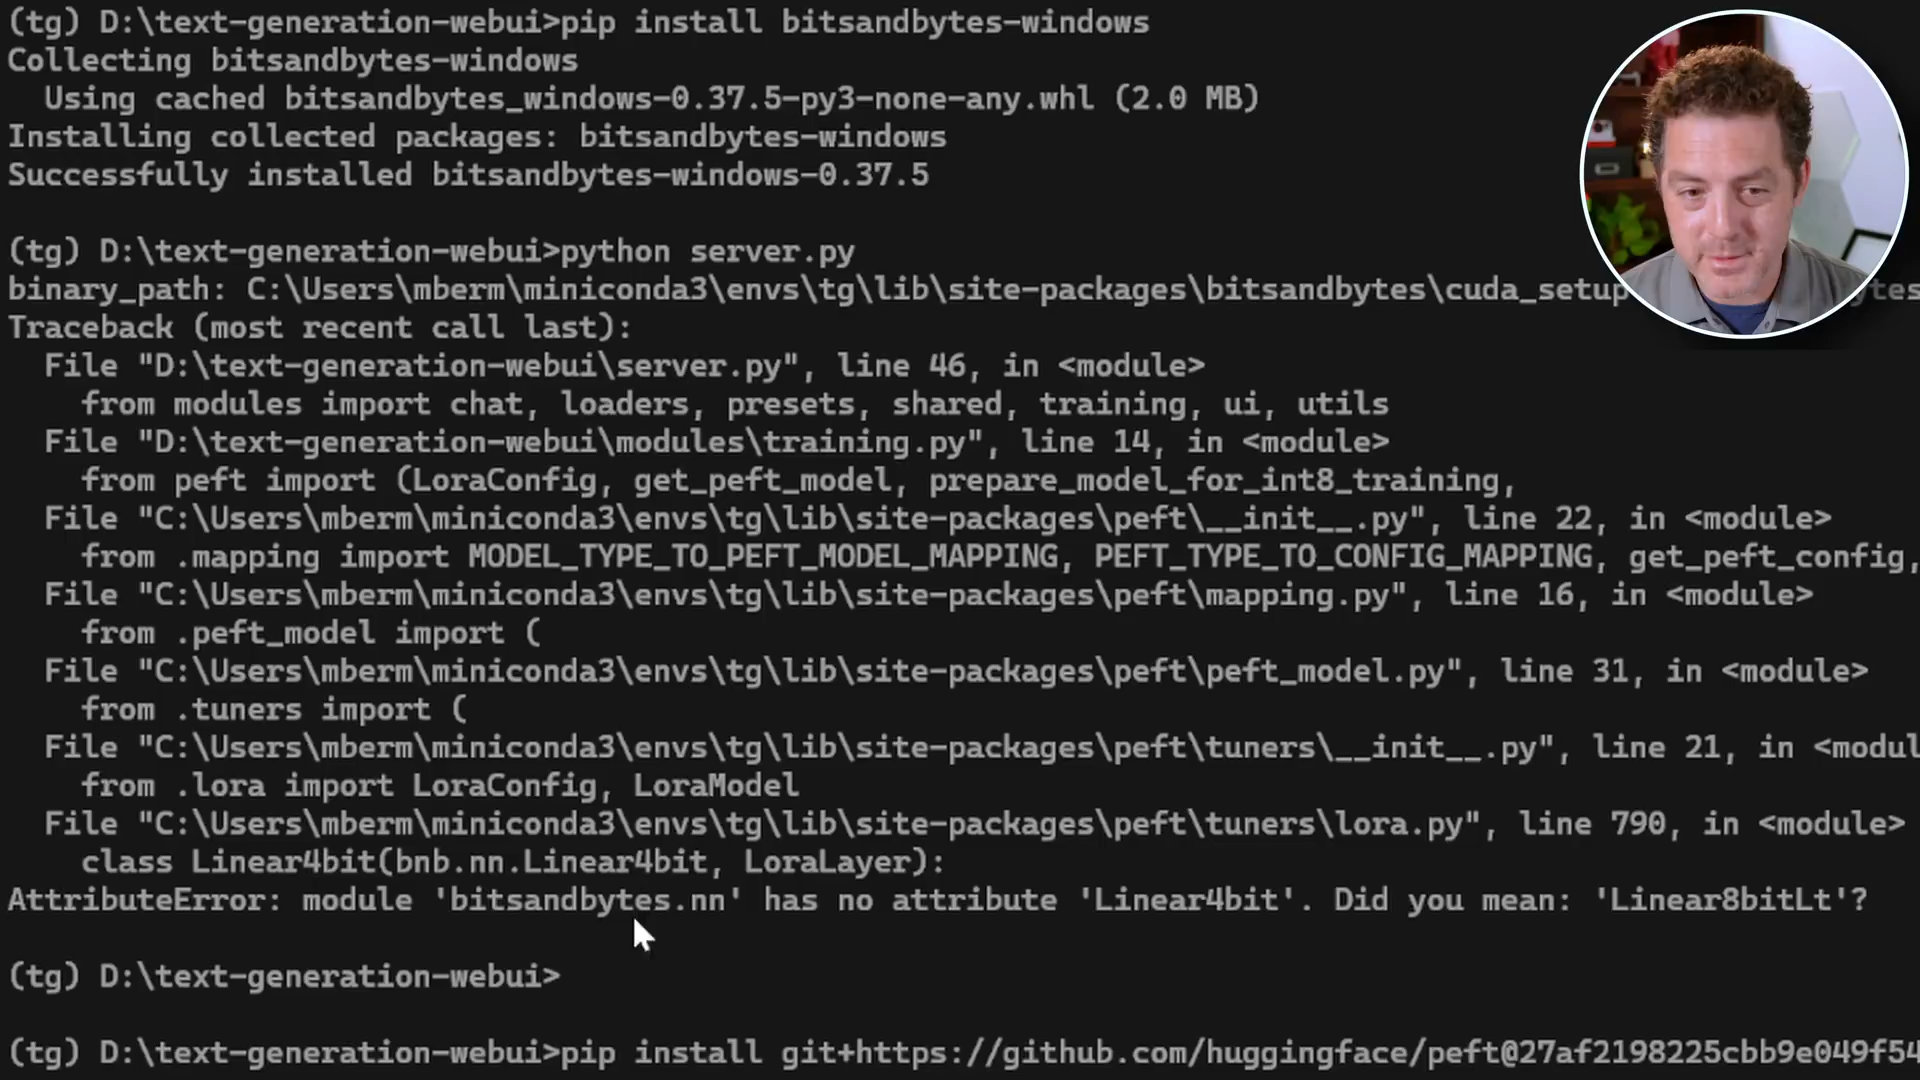 (tg) D:\text-generation-webui>pip install bitsandbytes-windows
Collecting bitsandbytes-windows
  Using cached bitsandbytes_windows-0.37.5-py3-none-any.whl (2.0 MB)
Installing collected packages: bitsandbytes-windows
Successfully installed bitsandbytes-windows-0.37.5
(tg) D:\text-generation-webui>python server.py
binary_path: C:\Users\mberm\miniconda3\envs\tg\lib\site-packages\bitsandbytes\cuda_setup ytes
Traceback (most recent call last):
  File "D:\text-generation-webui\server.py", line 46, in <module>
    from modules import chat, loaders, presets, shared, training, ui, utils
  File "D:\text-generation-webui\modules\training.py", line 14, in <module>
    from peft import (LoraConfig, get_peft_model, prepare_model_for_int8_training,
  File "C:\Users\mberm\miniconda3\envs\tg\lib\site-packages\peft\__init__.py", line 22, in <module>
    from .mapping import MODEL_TYPE_TO_PEFT_MODEL_MAPPING, PEFT_TYPE_TO_CONFIG_MAPPING, get_peft_config,
  File "C:\Users\mberm\miniconda3\envs\tg\lib\site-packages\peft\mapping.py", line 16, in <module>
    from .peft_model import (
  File "C:\Users\mberm\miniconda3\envs\tg\lib\site-packages\peft\peft_model.py", line 31, in <module>
    from .tuners import (
  File "C:\Users\mberm\miniconda3\envs\tg\lib\site-packages\peft\tuners\__init__.py", line 21, in <modul
    from .lora import LoraConfig, LoraModel
  File "C:\Users\mberm\miniconda3\envs\tg\lib\site-packages\peft\tuners\lora.py", line 790, in <module>
    class Linear4bit(bnb.nn.Linear4bit, LoraLayer):
AttributeError: module 'bitsandbytes.nn' has no attribute 'Linear4bit'. Did you mean: 'Linear8bitLt'?
(tg) D:\text-generation-webui>
(tg) D:\text-generation-webui>pip install git+https://github.com/huggingface/peft@27af2198225cbb9e049f54